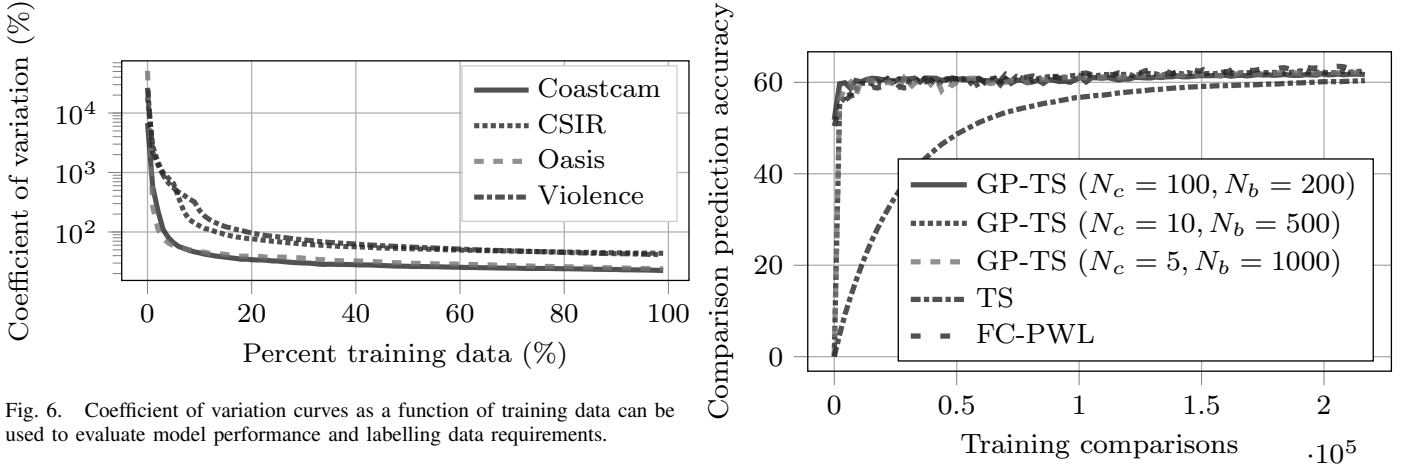 Coefficient of variation (%)
10^4
10^3
10^2
0 20 40 60 80 100
Percent training data (%)
Coastcam
CSIR
Oasis
Violence
Fig. 6. Coefficient of variation curves as a function of training data can be
used to evaluate model performance and labelling data requirements.
Comparison prediction accuracy
60
40
20
0
0 0.5 1 1.5 2
Training comparisons
·10^5
GP-TS (N_c = 100, N_b = 200)
GP-TS (N_c = 10, N_b = 500)
GP-TS (N_c = 5, N_b = 1000)
TS
FC-PWL